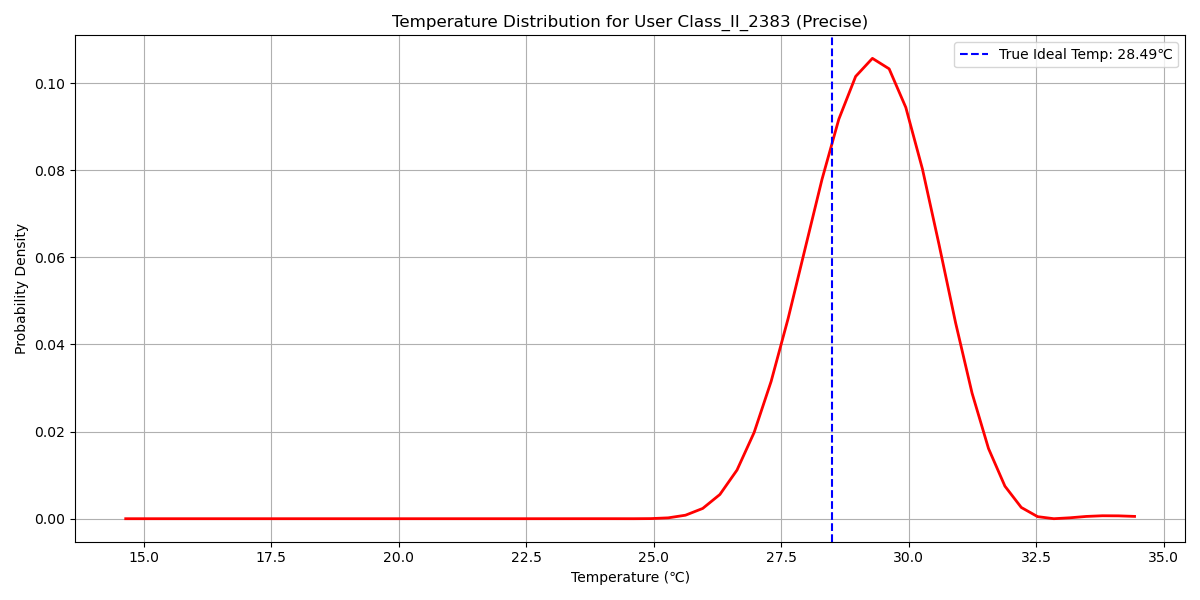 Temperature Distribution for User Class_II_2383 (Precise)
True Ideal Temp: 28.49℃
Probability Density
0.10
0.08
0.06
0.04
0.02
0.00
15.0 17.5 20.0 22.5 25.0 27.5 30.0 32.5 35.0
Temperature (℃)